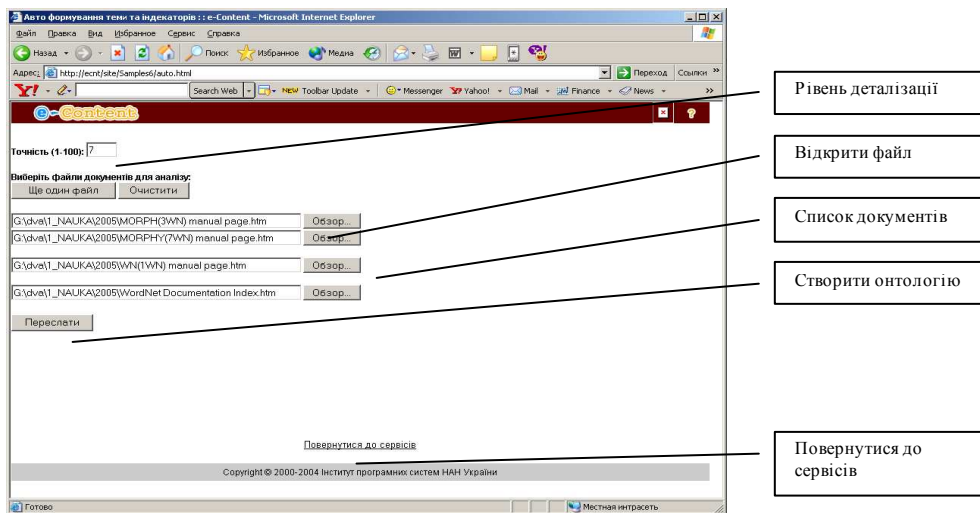 Авто формування теми та індекаторів : : e-Content - Microsoft Internet Explorer
Файл Правка Вид Избранное Сервис Справка
Назад Поиск Избранное Медиа
Адрес: http://ecnt/site/Samples6/auto.html Переход Ссылки »
Y! Search Web NEW Toolbar Update Messenger Yahoo! Mail Finance News »
e-Content
Точність (1-100): 7
Виберіть файли документів для аналізу:
Ще один файл Очистити
G:\dva\1_NAUKA\2005\MORPH(3WN) manual page.htm Обзор...
G:\dva\1_NAUKA\2005\MORPHY(7WN) manual page.htm Обзор...
G:\dva\1_NAUKA\2005\WN(1WN) manual page.htm Обзор...
G:\dva\1_NAUKA\2005\WordNet Documentation Index.htm Обзор...
Переслати
Повернутися до сервісів
Copyright © 2000-2004 Інститут програмних систем НАН України
Готово Местная интрасеть
Рівень деталізації
Відкрити файл
Список документів
Створити онтологію
Повернутися до
сервісів